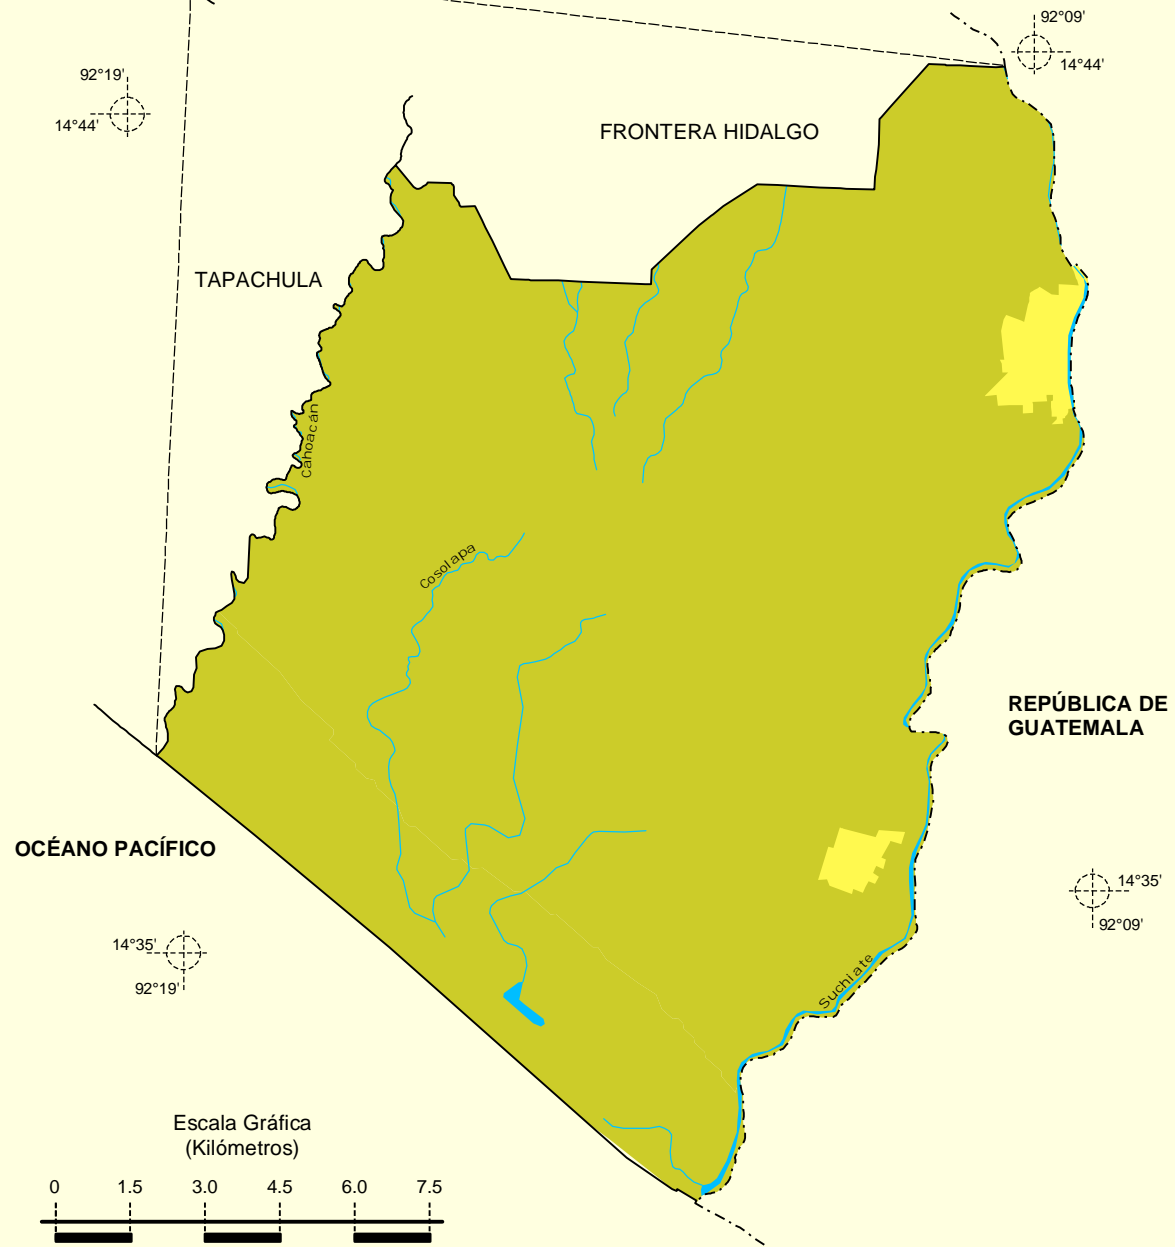 92°09'
14°44'
92°19'
14°44'
FRONTERA HIDALGO
TAPACHULA
Cahoacán
Cosolapa
REPÚBLICA DE
GUATEMALA
OCÉANO PACÍFICO
14°35'
92°09'
14°35'
92°19'
Suchiate
Escala Gráfica
(Kilómetros)
0 1.5 3.0 4.5 6.0 7.5